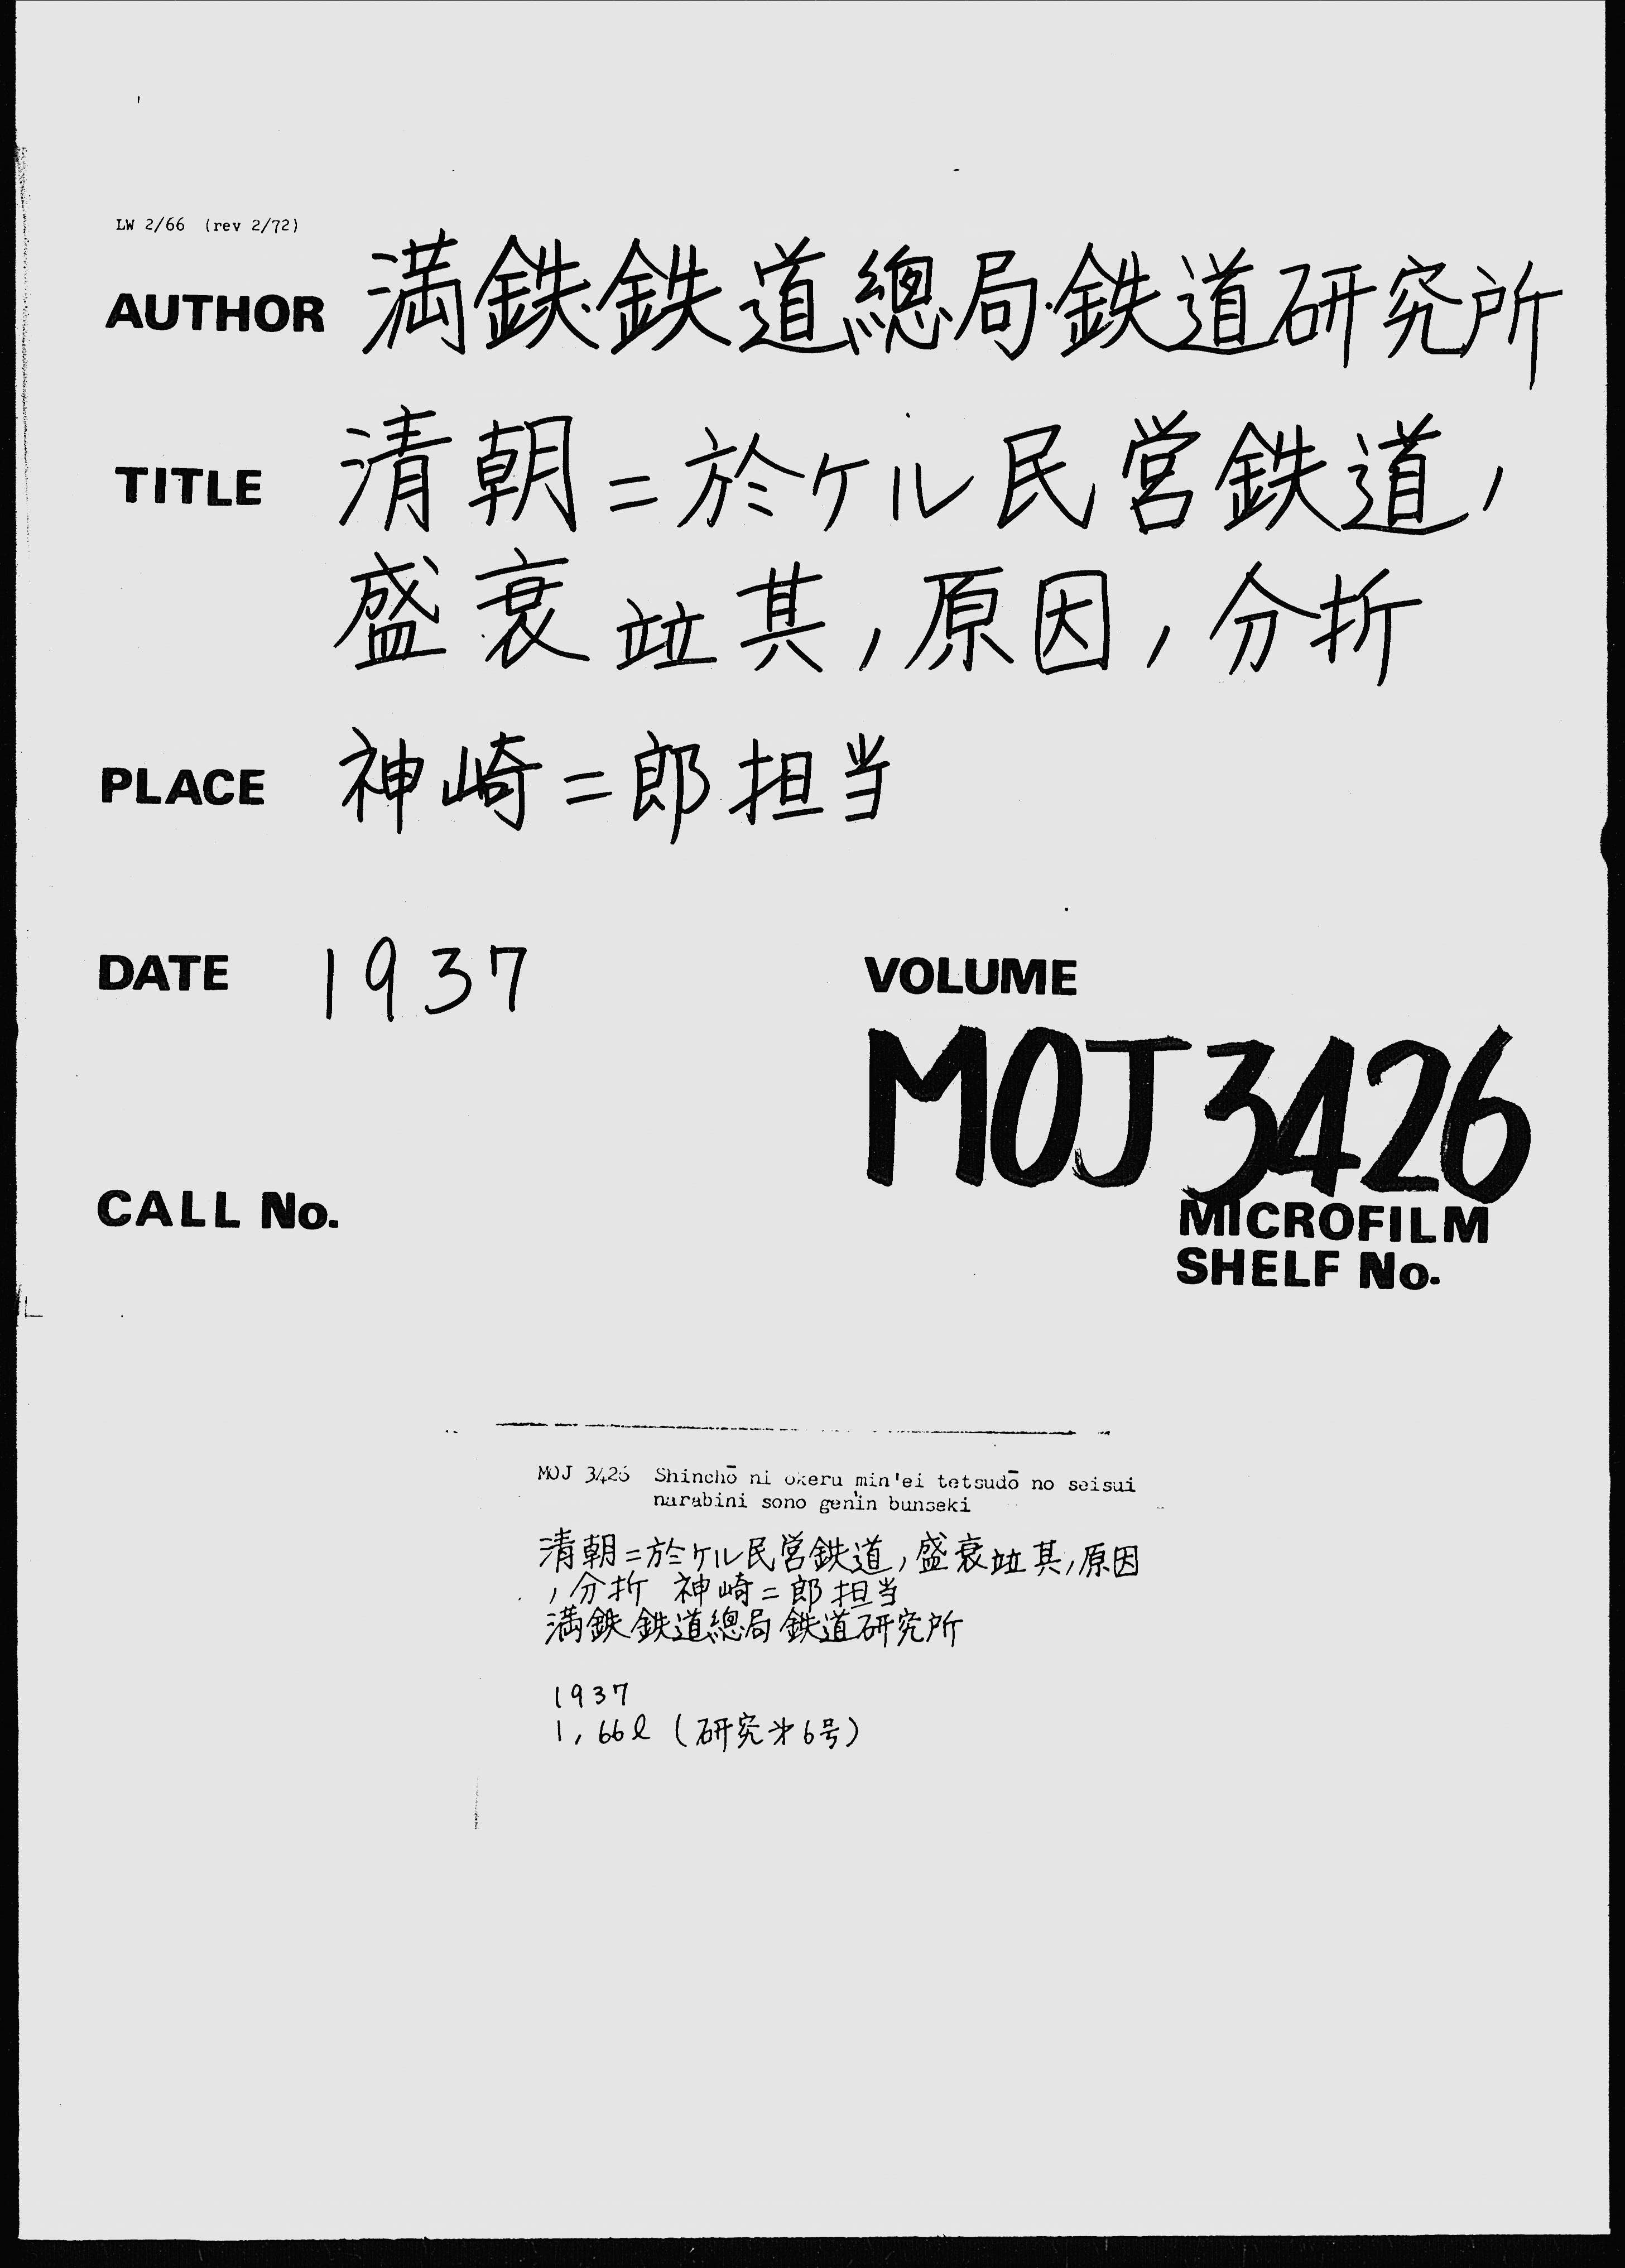 LW 2/66 (rev 2/72)
AUTHOR 満鉄鉄道總局鉄道研究所
TITLE 清朝ニ於ケル民営鉄道ノ
盛衰竝其ノ原因ノ分折
PLACE 神崎二郎担当
DATE 1937
VOLUME
MOJ 3426
CALL No.
MICROFILM
SHELF No.
MOJ 3426 Shinchō ni okeru min'ei tetsudō no seisui
narabini sono gen'in bunseki
清朝ニ於ケル民営鉄道ノ盛衰竝其ノ原因
ノ分折 神崎二郎担当
満鉄鉄道總局鉄道研究所
1937
1, 66ℓ (研究㐧6号)